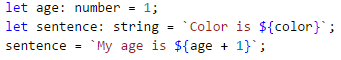 let age: number = 1;
let sentence: string = `Color is ${color}`;
sentence = `My age is ${age + 1}`;